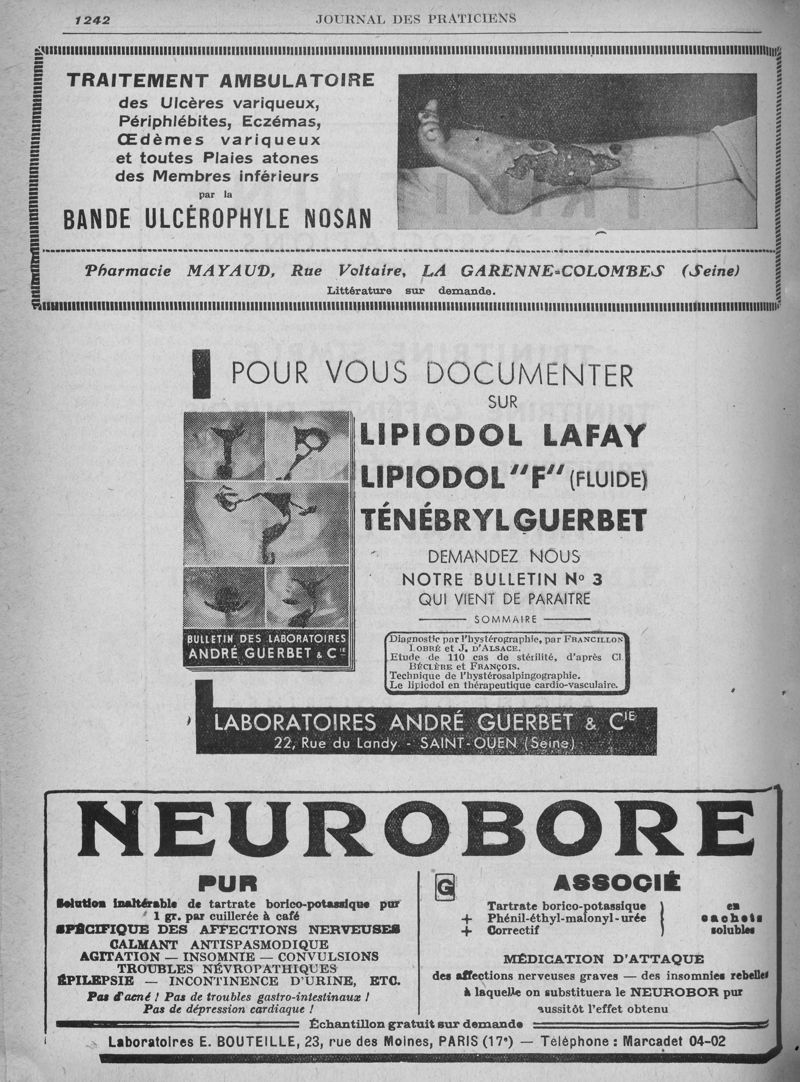 1242
JOURNAL DES PRATICIENS
TRAITEMENT AMBULATOIRE
des Ulcères variqueux,
Périphlébites, Eczémas,
Œdèmes variqueux
et toutes Plaies atones
des Membres inférieurs
par la
BANDE ULCÉROPHYLE NOSAN
Pharmacie MAYAUD, Rue Voltaire, LA GARENNE-COLOMBES (Seine)
Littérature sur demande.
POUR VOUS DOCUMENTER
SUR
LIPIODOL LAFAY
LIPIODOL "F" (FLUIDE)
TÉNÉBRYL GUERBET
DEMANDEZ NOUS
NOTRE BULLETIN No 3
QUI VIENT DE PARAITRE
SOMMAIRE
Diagnostic par l'hystérographie, par FRANCILLON
LOBRÉ et J. D'ALSACE.
Etude de 110 cas de stérilité, d'après Cl.
BÉCLÈRE et FRANÇOIS.
Technique de l'hystérosalpingographie.
Le lipiodol en thérapeutique cardio-vasculaire.
BULLETIN DES LABORATOIRES
ANDRÉ GUERBET & CIE
LABORATOIRES ANDRÉ GUERBET & CIE
22, Rue du Landy - SAINT-OUEN (Seine)
NEUROBORE
PUR
Solution inaltérable de tartrate borico-potassique pur
1 gr. par cuillerée à café
SPÉCIFIQUE DES AFFECTIONS NERVEUSES
CALMANT ANTISPASMODIQUE
AGITATION — INSOMNIE — CONVULSIONS
TROUBLES NÉVROPATHIQUES
ÉPILEPSIE — INCONTINENCE D'URINE, ETC.
Pas d'acné ! Pas de troubles gastro-intestinaux !
Pas de dépression cardiaque !
G
ASSOCIÉ
Tartrate borico-potassique
+ Phénil-éthyl-malonyl-urée
+ Correctif
en
sachets
solubles
MÉDICATION D'ATTAQUE
des affections nerveuses graves — des insomnies rebelles
à laquelle on substituera le NEUROBOR pur
aussitôt l'effet obtenu
Échantillon gratuit sur demande
Laboratoires E. BOUTEILLE, 23, rue des Moines, PARIS (17e) — Téléphone : Marcadet 04-02